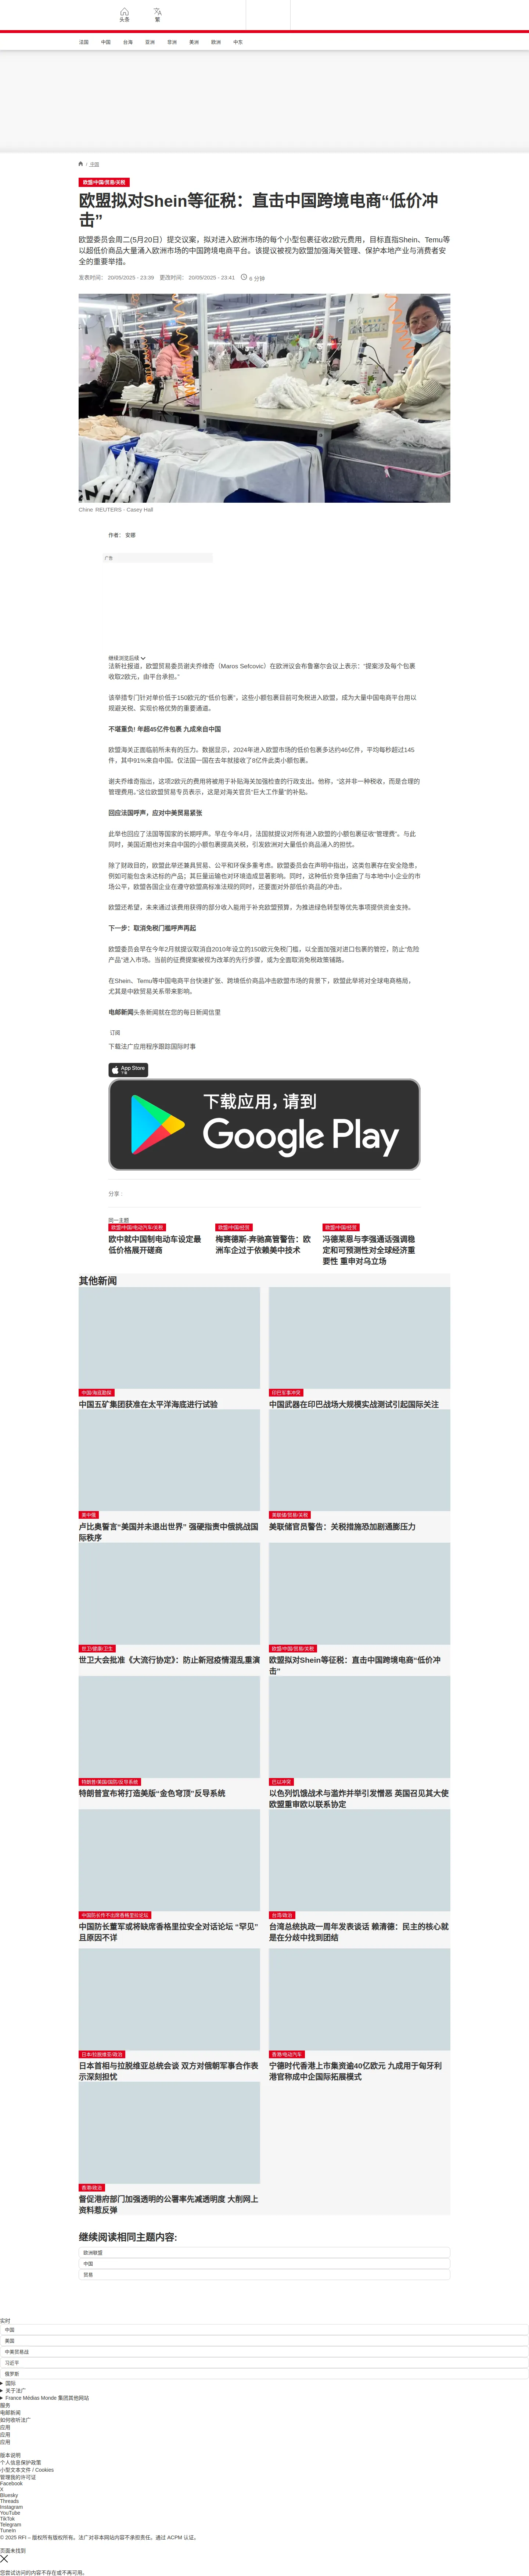 头条
繁
法国 中国 台海 亚洲 非洲 美洲 欧洲 中东
/ 中国
欧盟/中国/贸易/关税
欧盟拟对Shein等征税：直击中国跨境电商“低价冲
击”
欧盟委员会周二(5月20日）提交议案，拟对进入欧洲市场的每个小型包裹征收2欧元费用，目标直指Shein、Temu等
以超低价商品大量涌入欧洲市场的中国跨境电商平台。该提议被视为欧盟加强海关管理、保护本地产业与消费者安
全的重要举措。
发表时间： 20/05/2025 - 23:39 更改时间： 20/05/2025 - 23:41 6 分钟
Chine REUTERS - Casey Hall
作者： 安娜
广告
继续浏览后续
法新社报道，欧盟贸易委员谢夫乔维奇（Maros Sefcovic）在欧洲议会布鲁塞尔会议上表示：“提案涉及每个包裹
收取2欧元，由平台承担。”
该举措专门针对单价低于150欧元的“低价包裹”，这些小额包裹目前可免税进入欧盟，成为大量中国电商平台用以
规避关税、实现价格优势的重要通道。
不堪重负! 年超45亿件包裹 九成来自中国
欧盟海关正面临前所未有的压力。数据显示，2024年进入欧盟市场的低价包裹多达约46亿件，平均每秒超过145
件，其中91%来自中国。仅法国一国在去年就接收了8亿件此类小额包裹。
谢夫乔维奇指出，这项2欧元的费用将被用于补贴海关加强检查的行政支出。他称，“这并非一种税收，而是合理的
管理费用。”这位欧盟贸易专员表示，这是对海关官员“巨大工作量”的补贴。
回应法国呼声，应对中美贸易紧张
此举也回应了法国等国家的长期呼声。早在今年4月，法国就提议对所有进入欧盟的小额包裹征收“管理费”。与此
同时，美国近期也对来自中国的小额包裹提高关税，引发欧洲对大量低价商品涌入的担忧。
除了财政目的，欧盟此举还兼具贸易、公平和环保多重考虑。欧盟委员会在声明中指出，这类包裹存在安全隐患，
例如可能包含未达标的产品；其巨量运输也对环境造成显著影响。同时，这种低价竞争扭曲了与本地中小企业的市
场公平，欧盟各国企业在遵守欧盟高标准法规的同时，还要面对外部低价商品的冲击。
欧盟还希望，未来通过该费用获得的部分收入能用于补充欧盟预算，为推进绿色转型等优先事项提供资金支持。
下一步：取消免税门槛呼声再起
欧盟委员会早在今年2月就提议取消自2010年设立的150欧元免税门槛，以全面加强对进口包裹的管控，防止“危险
产品”进入市场。当前的征费提案被视为改革的先行步骤，或为全面取消免税政策铺路。
在Shein、Temu等中国电商平台快速扩张、跨境低价商品冲击欧盟市场的背景下，欧盟此举将对全球电商格局，
尤其是中欧贸易关系带来影响。
电邮新闻头条新闻就在您的每日新闻信里
订阅
下载法广应用程序跟踪国际时事
App Store
下载
下载应用，请到
Google Play
分享 :
同一主题
欧盟/中国/电动汽车/关税
欧中就中国制电动车设定最
低价格展开磋商
欧盟/中国/经贸
梅赛德斯-奔驰高管警告：欧
洲车企过于依赖美中技术
欧盟/中国/经贸
冯德莱恩与李强通话强调稳
定和可预测性对全球经济重
要性 重申对乌立场
其他新闻
中国/海底勘探
中国五矿集团获准在太平洋海底进行试验
印巴军事冲突
中国武器在印巴战场大规模实战测试引起国际关注
美中俄
卢比奥誓言“美国并未退出世界” 强硬指责中俄挑战国
际秩序
美联储/贸易/关税
美联储官员警告：关税措施恐加剧通膨压力
世卫/健康/卫生
世卫大会批准《大流行协定》：防止新冠疫情混乱重演
欧盟/中国/贸易/关税
欧盟拟对Shein等征税：直击中国跨境电商“低价冲
击”
特朗普/美国/国防/反导系统
特朗普宣布将打造美版“金色穹顶”反导系统
巴以冲突
以色列饥饿战术与滥炸并举引发憎恶 英国召见其大使
欧盟重审欧以联系协定
中国防长传不出席香格里拉论坛
中国防长董军或将缺席香格里拉安全对话论坛 “罕见”
且原因不详
台湾/政治
台湾总统执政一周年发表谈话 赖清德：民主的核心就
是在分歧中找到团结
日本/拉脱维亚/政治
日本首相与拉脱维亚总统会谈 双方对俄朝军事合作表
示深刻担忧
香港/电动汽车
宁德时代香港上市集资逾40亿欧元 九成用于匈牙利
港官称成中企国际拓展模式
香港/政治
督促港府部门加强透明的公署率先减透明度 大削网上
资料惹反弹
继续阅读相同主题内容:
欧洲联盟
中国
贸易
实时
中国
美国
中美贸易战
习近平
俄罗斯
国际
关于法广
France Médias Monde 集团其他网站
服务
电邮新闻
如何收听法广
应用
应用
应用
版本说明
个人信息保护政策
小型文本文件 / Cookies
管理我的许可证
Facebook
X
Bluesky
Threads
Instagram
YouTube
TikTok
Telegram
TuneIn
© 2025 RFI – 版权所有版权所有。法广对非本网站内容不承担责任。通过 ACPM 认证。
页面未找到
您尝试访问的内容不存在或不再可用。